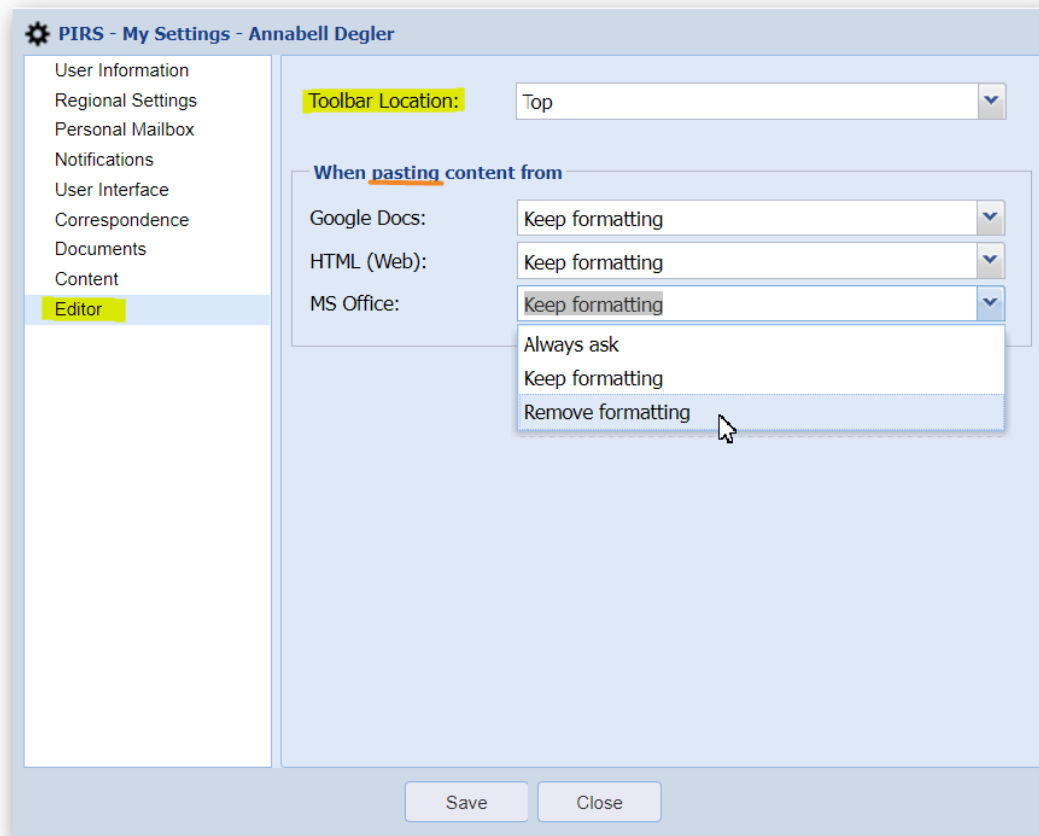 PIRS - My Settings - Annabell Degler
User Information
Regional Settings
Personal Mailbox
Notifications
User Interface
Correspondence
Documents
Content
Editor
Toolbar Location: Top
When pasting content from
Google Docs: Keep formatting
HTML (Web): Keep formatting
MS Office: Keep formatting
Always ask
Keep formatting
Remove formatting
Save Close